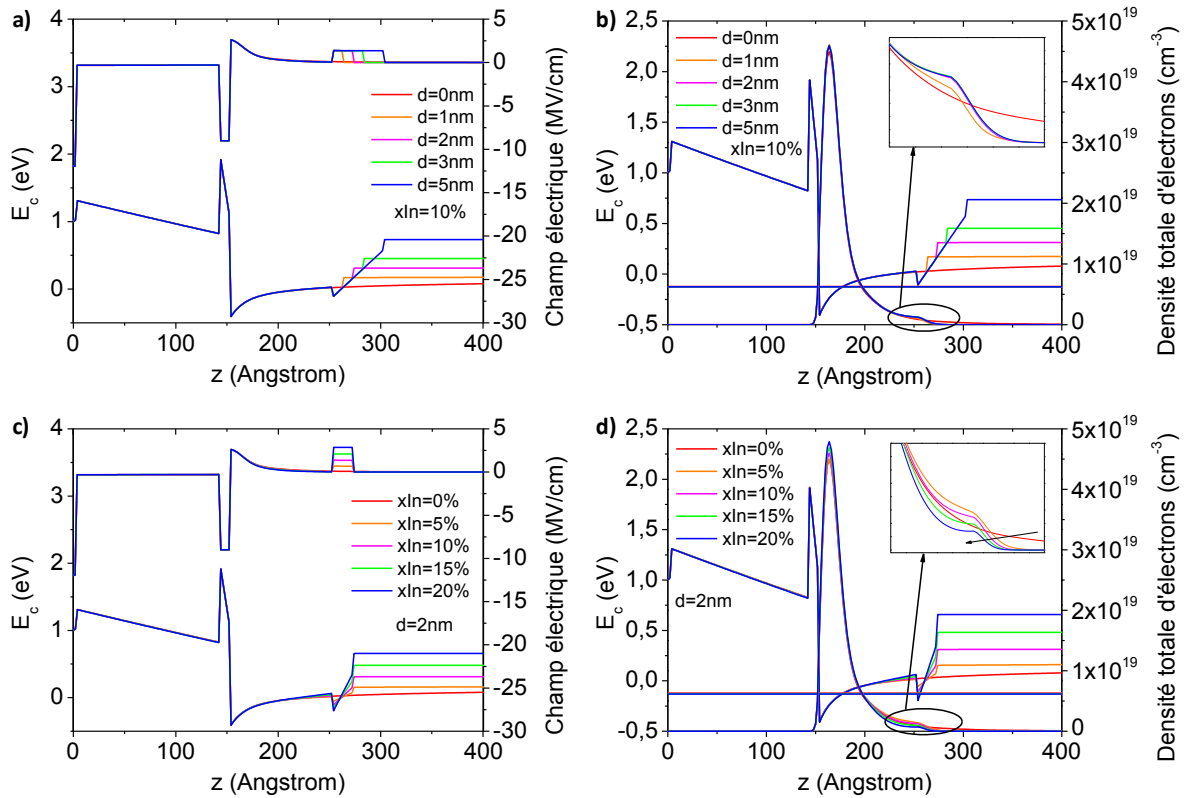 a)
4
3
2
1
0
E_c (eV)
0
100
200
300
400
z (Angstrom)
5
0
-5
-10
-15
-20
-25
-30
Champ électrique (MV/cm)
d=0nm
d=1nm
d=2nm
d=3nm
d=5nm
xIn=10%
b)
2,5
2,0
1,5
1,0
0,5
0,0
-0,5
E_c (eV)
0
100
200
300
400
z (Angstrom)
5x10^19
4x10^19
3x10^19
2x10^19
1x10^19
0
Densité totale d'électrons (cm^-3)
d=0nm
d=1nm
d=2nm
d=3nm
d=5nm
xIn=10%
c)
4
3
2
1
0
E_c (eV)
0
100
200
300
400
z (Angstrom)
5
0
-5
-10
-15
-20
-25
-30
Champ électrique (MV/cm)
xIn=0%
xIn=5%
xIn=10%
xIn=15%
xIn=20%
d=2nm
d)
2,5
2,0
1,5
1,0
0,5
0,0
-0,5
E_c (eV)
0
100
150
200
300
400
z (Angstrom)
5x10^19
4x10^19
3x10^19
2x10^19
1x10^19
0
Densité totale d'électrons (cm^-3)
xIn=0%
xIn=5%
xIn=10%
xIn=15%
xIn=20%
d=2nm